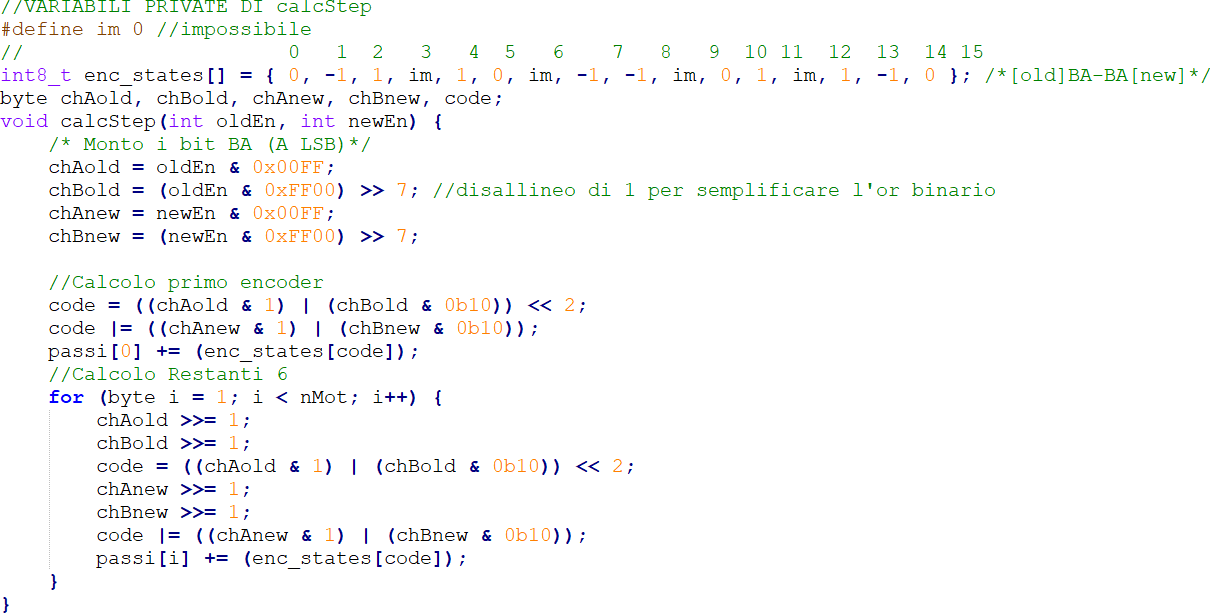 //VARIABILI PRIVATE DI calcStep
#define im 0 //impossibile
//                      0   1  2   3   4  5   6    7   8   9  10 11  12  13  14 15
int8_t enc_states[] = { 0, -1, 1, im, 1, 0, im, -1, -1, im, 0, 1, im, 1, -1, 0 }; /*[old]BA-BA[new]*/
byte chAold, chBold, chAnew, chBnew, code;
void calcStep(int oldEn, int newEn) {
    /* Monto i bit BA (A LSB)*/
    chAold = oldEn & 0x00FF;
    chBold = (oldEn & 0xFF00) >> 7; //disallineo di 1 per semplificare l'or binario
    chAnew = newEn & 0x00FF;
    chBnew = (newEn & 0xFF00) >> 7;

    //Calcolo primo encoder
    code = ((chAold & 1) | (chBold & 0b10)) << 2;
    code |= ((chAnew & 1) | (chBnew & 0b10));
    passi[0] += (enc_states[code]);
    //Calcolo Restanti 6
    for (byte i = 1; i < nMot; i++) {
        chAold >>= 1;
        chBold >>= 1;
        code = ((chAold & 1) | (chBold & 0b10)) << 2;
        chAnew >>= 1;
        chBnew >>= 1;
        code |= ((chAnew & 1) | (chBnew & 0b10));
        passi[i] += (enc_states[code]);
    }
}